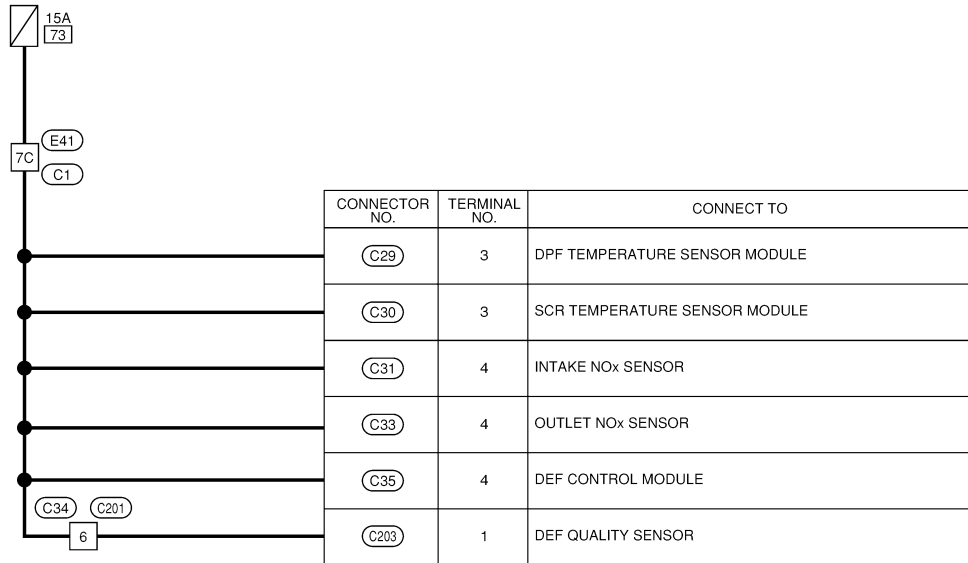 15A
73
E41
7C
C1
CONNECTOR NO. TERMINAL NO. CONNECT TO
C29 3 DPF TEMPERATURE SENSOR MODULE
C30 3 SCR TEMPERATURE SENSOR MODULE
C31 4 INTAKE NOx SENSOR
C33 4 OUTLET NOx SENSOR
C35 4 DEF CONTROL MODULE
C34 C201
6 C203 1 DEF QUALITY SENSOR